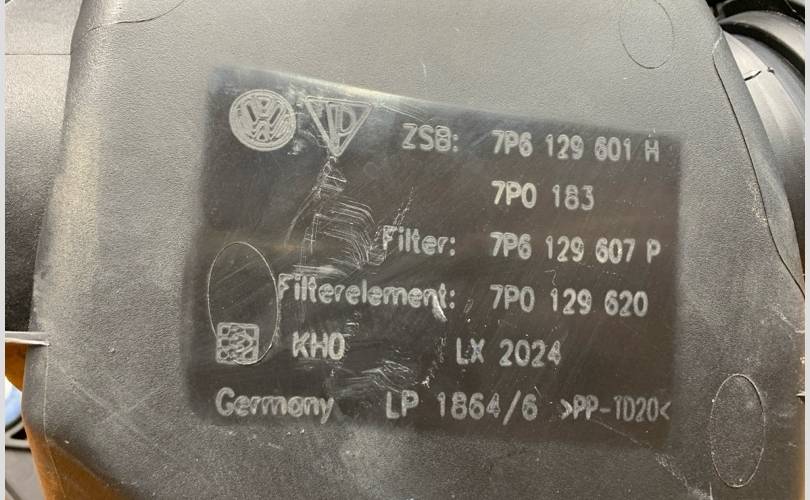 ZSB: 7P6 129 601 H
7P0 183
Filter: 7P6 129 607 P
Filterelement: 7P0 129 620
KHO LX 2024
Germany LP 1864/6 >PP-TD20<